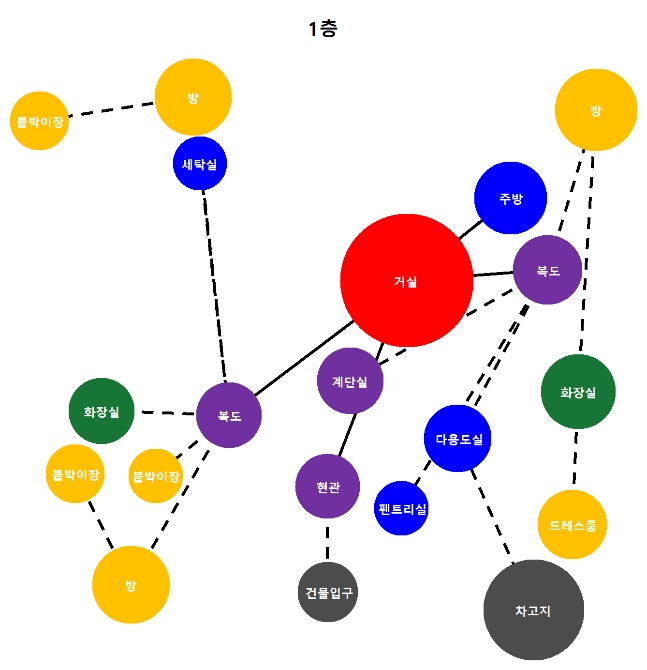 1층
방
방
붙박이장
세탁실
주방
복도
거실
계단실
화장실
화장실
복도
다용도실
붙박이장
붙박이장
현관
펜트리실
드레스룸
방
건물입구
차고지